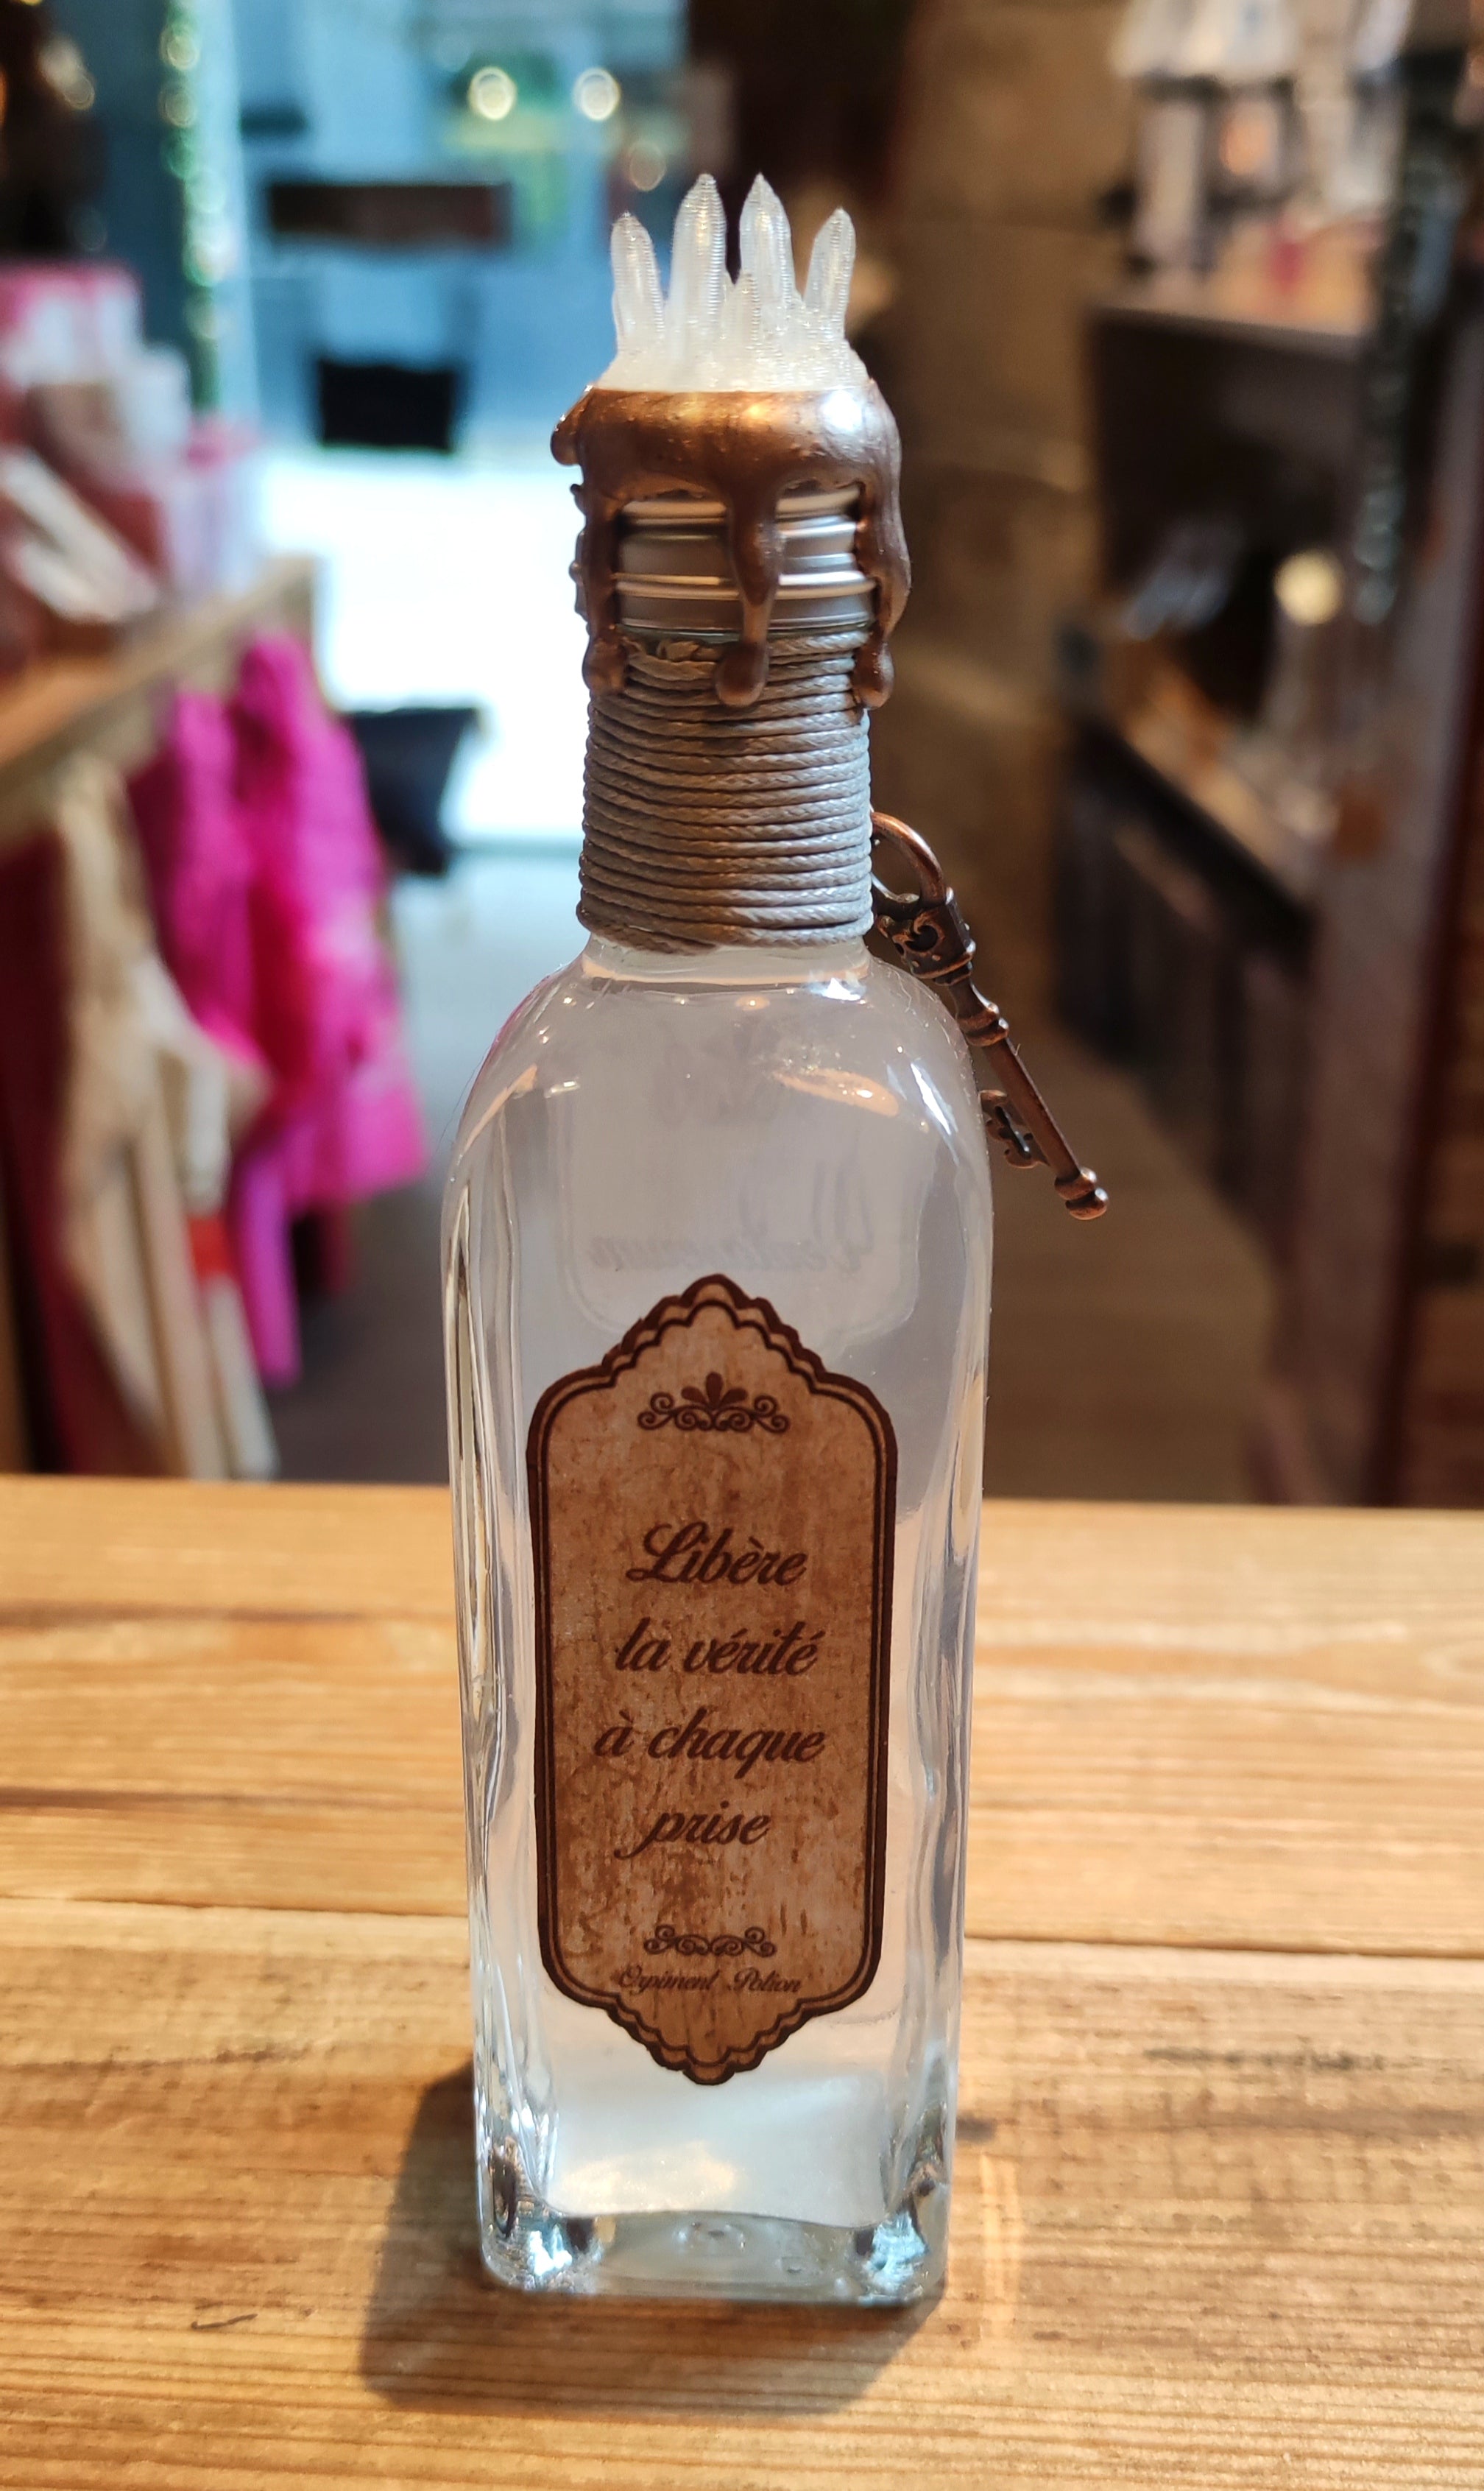 Libère
la vérité
à chaque
prise
Orpiment Potion